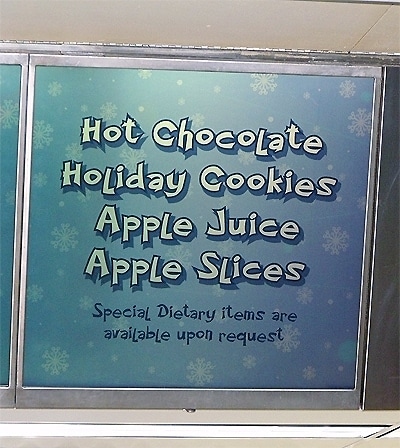 Hot Chocolate
Holiday Cookies
Apple Juice
Apple Slices
Special Dietary items are
available upon request